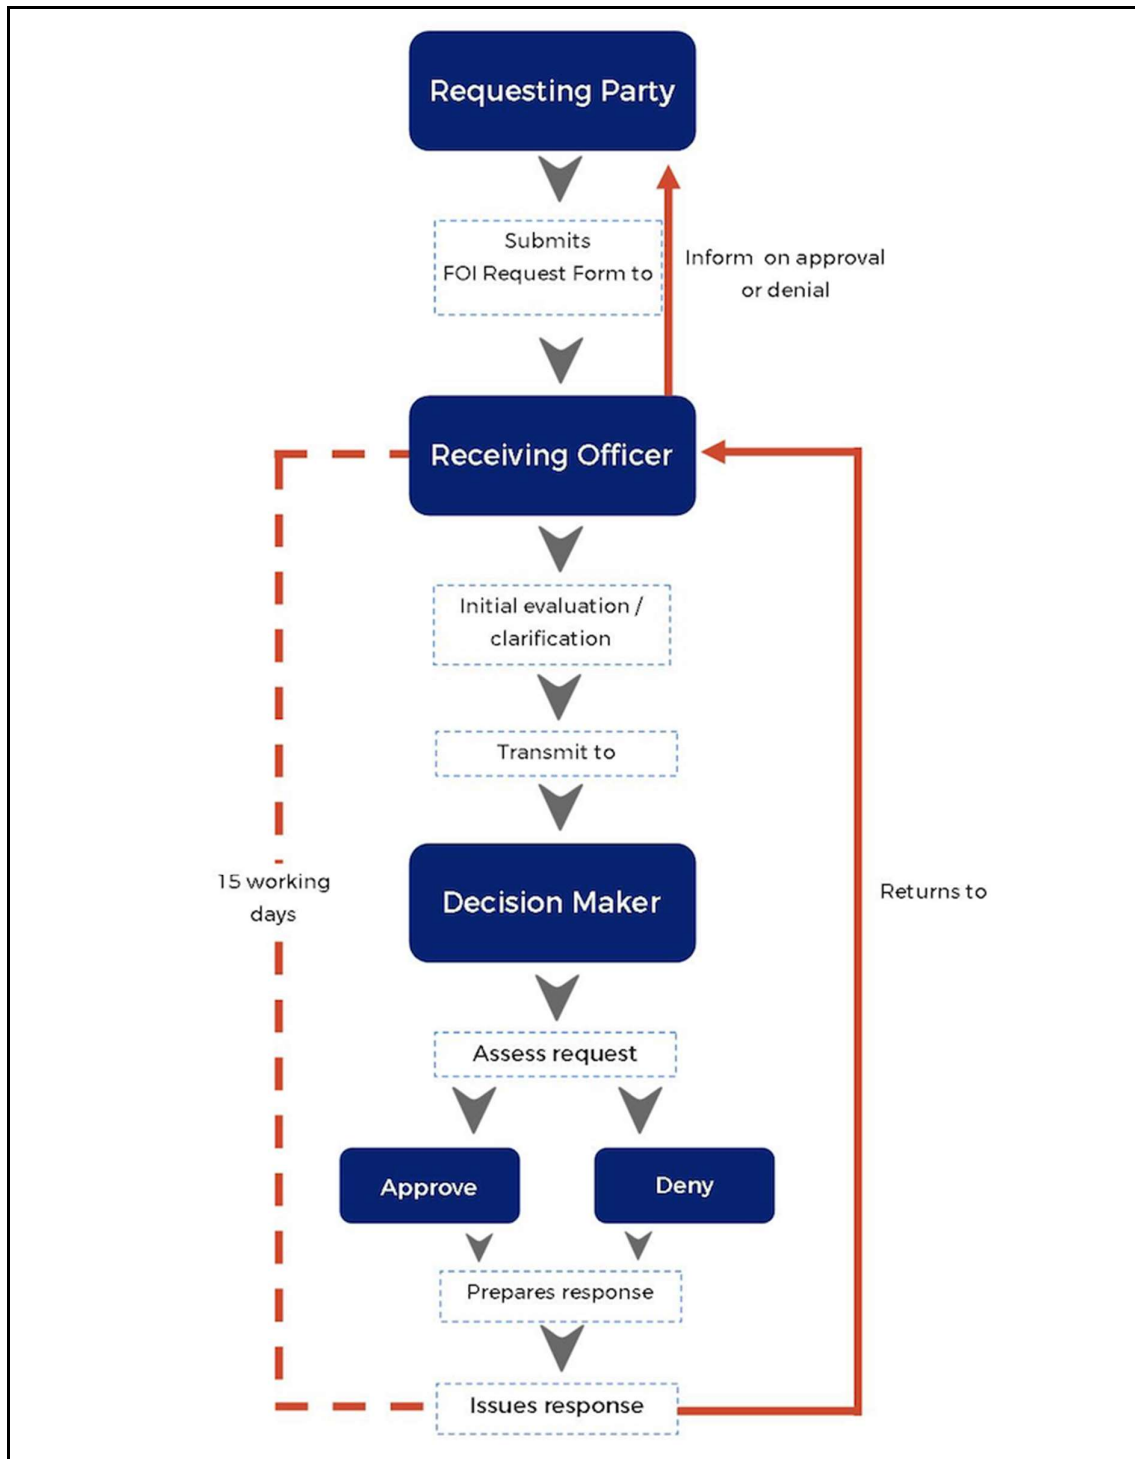 Requesting Party
Submits
FOI Request Form to
Inform on approval
or denial
Receiving Officer
Initial evaluation /
clarification
Transmit to
Decision Maker
15 working
days
Returns to
Assess request
Approve
Deny
Prepares response
Issues response